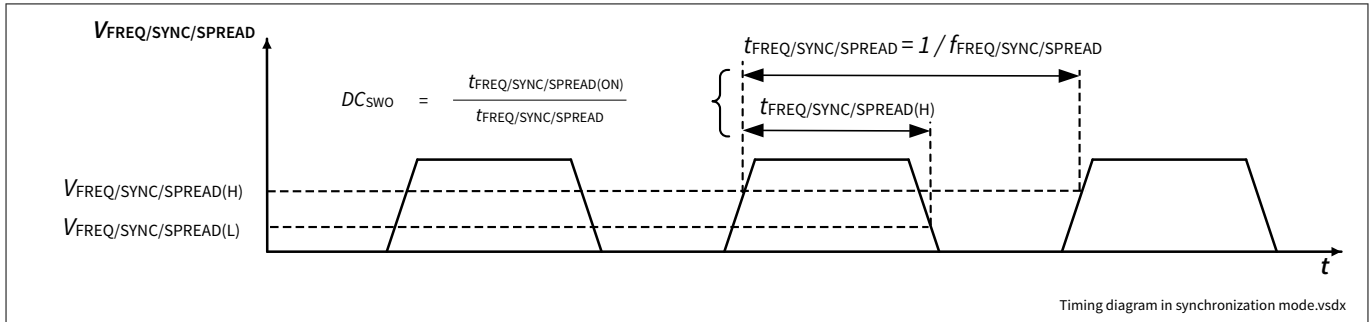 VFREQ/SYNC/SPREAD
tFREQ/SYNC/SPREAD = 1 / fFREQ/SYNC/SPREAD
DCSWO = tFREQ/SYNC/SPREAD(ON)
tFREQ/SYNC/SPREAD
tFREQ/SYNC/SPREAD(H)
VFREQ/SYNC/SPREAD(H)
VFREQ/SYNC/SPREAD(L)
t
Timing diagram in synchronization mode.vsdx